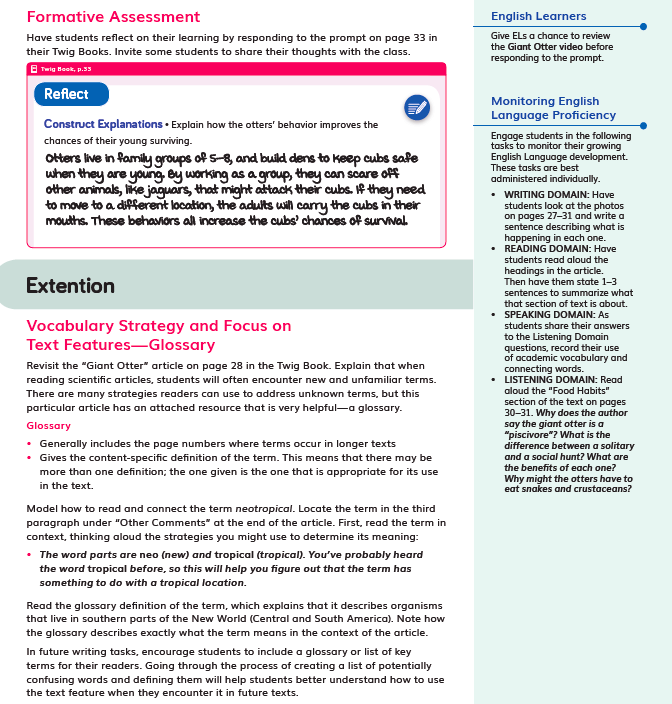 Formative Assessment
Have students reflect on their learning by responding to the prompt on page 33 in
their Twig Books. Invite some students to share their thoughts with the class.
Twig Book, p.33
Reflect
Construct Explanations • Explain how the otters' behavior improves the
chances of their young surviving.
Otters live in family groups of 5–8, and build dens to keep cubs safe
when they are young. By working as a group, they can scare off
other animals, like jaguars, that might attack their cubs. If they need
to move to a different location, the adults will carry the cubs in their
mouths. These behaviors all increase the cubs' chances of survival.
Extention
Vocabulary Strategy and Focus on
Text Features—Glossary
Revisit the "Giant Otter" article on page 28 in the Twig Book. Explain that when
reading scientific articles, students will often encounter new and unfamiliar terms.
There are many strategies readers can use to address unknown terms, but this
particular article has an attached resource that is very helpful—a glossary.
Glossary
• Generally includes the page numbers where terms occur in longer texts
• Gives the content-specific definition of the term. This means that there may be
more than one definition; the one given is the one that is appropriate for its use
in the text.
Model how to read and connect the term neotropical. Locate the term in the third
paragraph under "Other Comments" at the end of the article. First, read the term in
context, thinking aloud the strategies you might use to determine its meaning:
• The word parts are neo (new) and tropical (tropical). You've probably heard
the word tropical before, so this will help you figure out that the term has
something to do with a tropical location.
Read the glossary definition of the term, which explains that it describes organisms
that live in southern parts of the New World (Central and South America). Note how
the glossary describes exactly what the term means in the context of the article.
In future writing tasks, encourage students to include a glossary or list of key
terms for their readers. Going through the process of creating a list of potentially
confusing words and defining them will help students better understand how to use
the text feature when they encounter it in future texts.
English Learners
Give ELs a chance to review
the Giant Otter video before
responding to the prompt.
Monitoring English
Language Proficiency
Engage students in the following
tasks to monitor their growing
English Language development.
These tasks are best
administered individually.
• WRITING DOMAIN: Have
students look at the photos
on pages 27–31 and write a
sentence describing what is
happening in each one.
• READING DOMAIN: Have
students read aloud the
headings in the article.
Then have them state 1–3
sentences to summarize what
that section of text is about.
• SPEAKING DOMAIN: As
students share their answers
to the Listening Domain
questions, record their use
of academic vocabulary and
connecting words.
• LISTENING DOMAIN: Read
aloud the "Food Habits"
section of the text on pages
30–31. Why does the author
say the giant otter is a
"piscivore"? What is the
difference between a solitary
and a social hunt? What are
the benefits of each one?
Why might the otters have to
eat snakes and crustaceans?